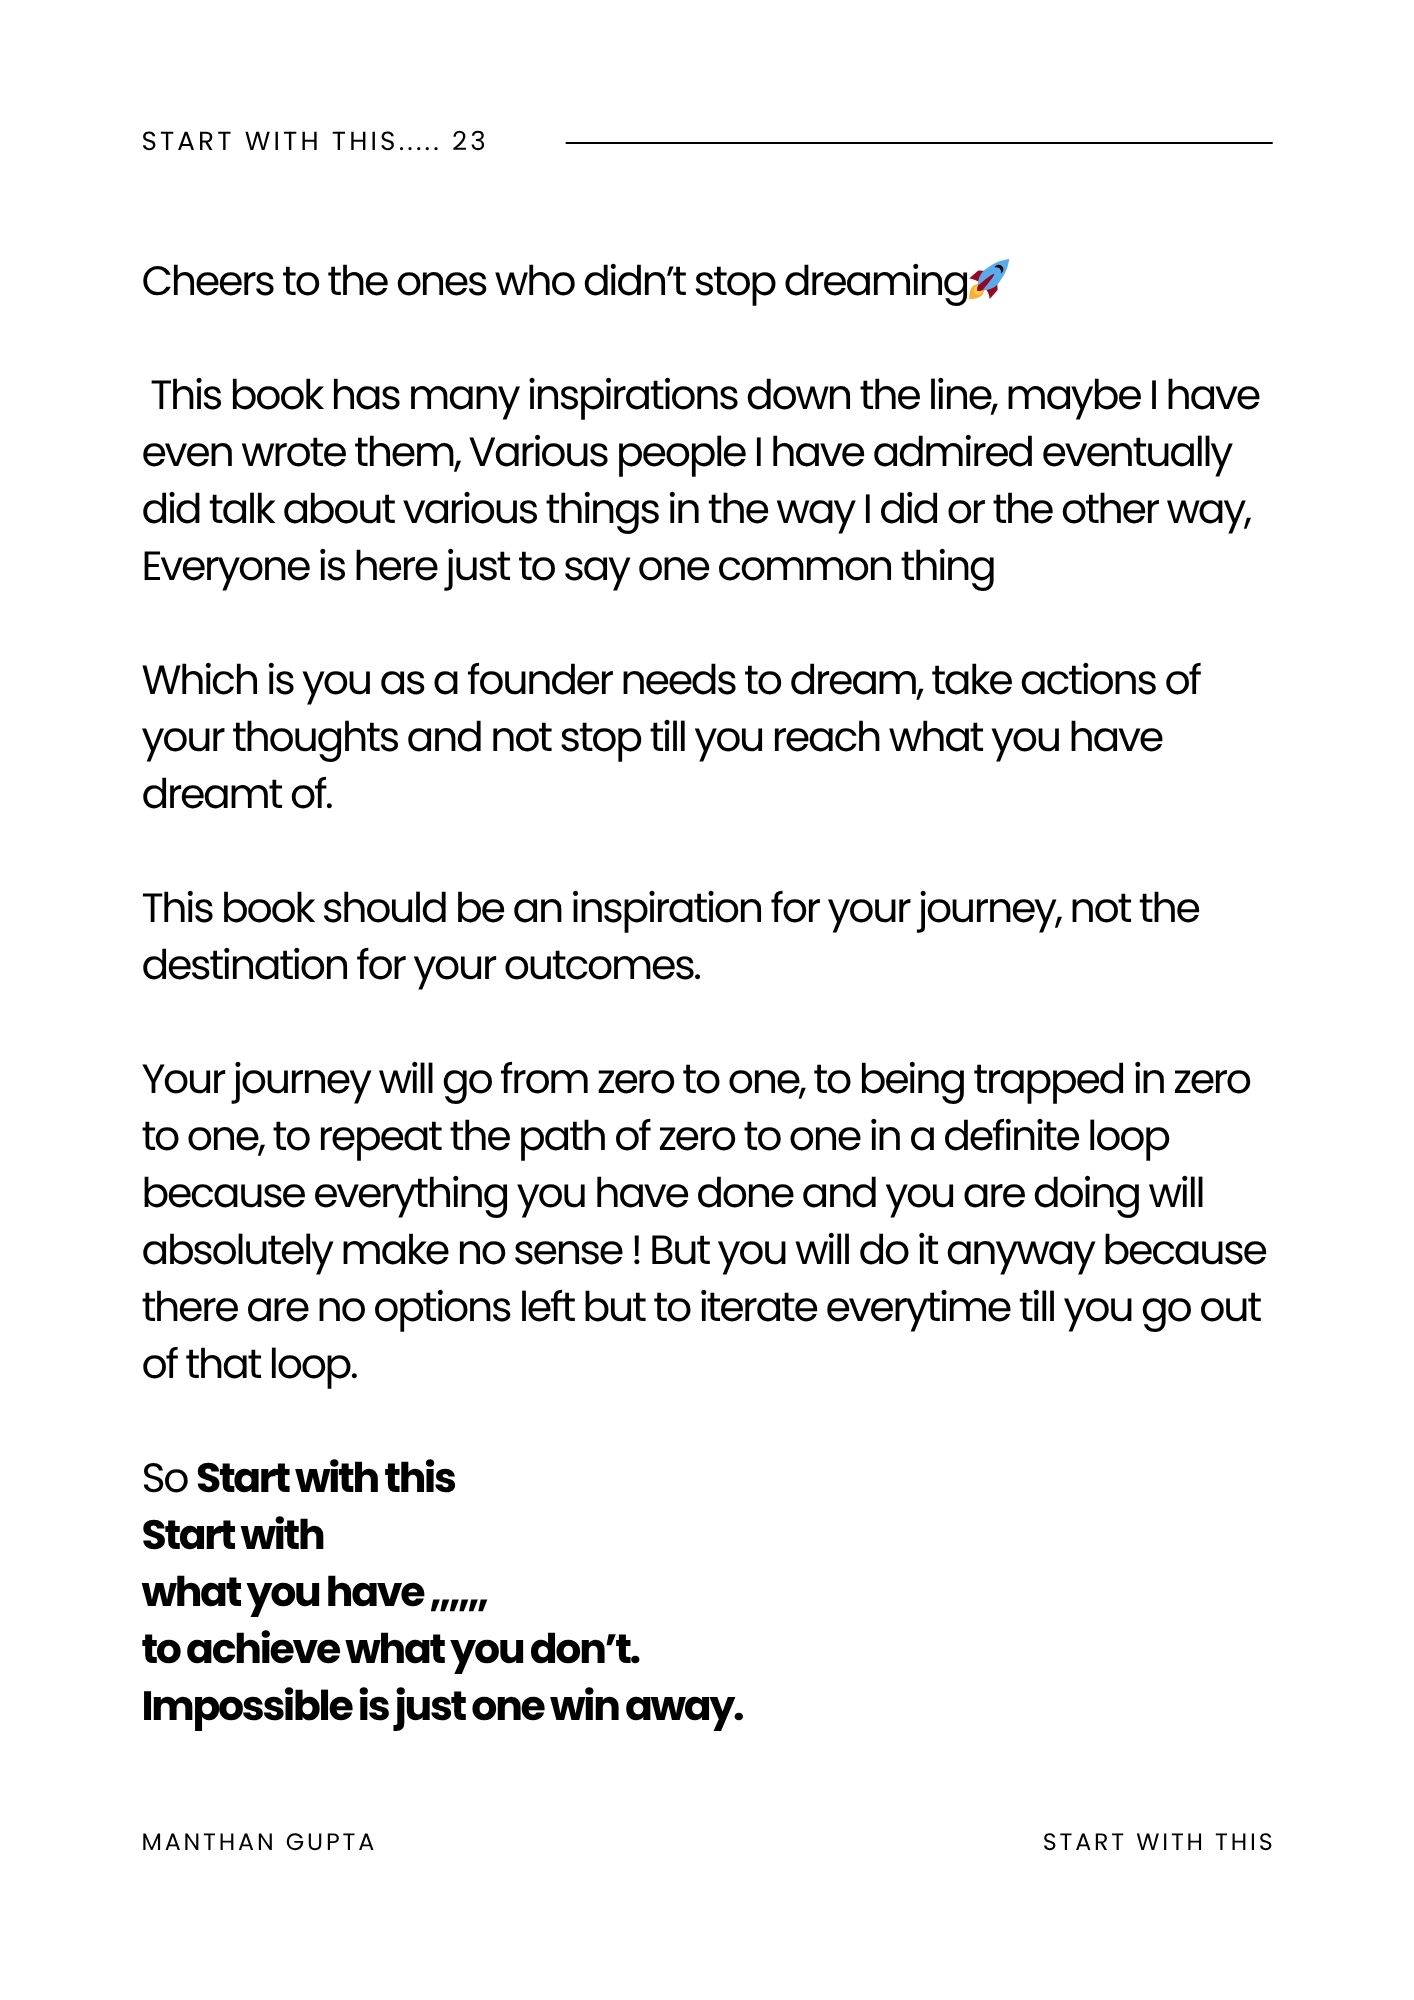 START WITH THIS..... 23
Cheers to the ones who didn’t stop dreaming🚀
This book has many inspirations down the line, maybe I have
even wrote them, Various people I have admired eventually
did talk about various things in the way I did or the other way,
Everyone is here just to say one common thing
Which is you as a founder needs to dream, take actions of
your thoughts and not stop till you reach what you have
dreamt of.
This book should be an inspiration for your journey, not the
destination for your outcomes.
Your journey will go from zero to one, to being trapped in zero
to one, to repeat the path of zero to one in a definite loop
because everything you have done and you are doing will
absolutely make no sense ! But you will do it anyway because
there are no options left but to iterate everytime till you go out
of that loop.
So Start with this
Start with
what you have ,,,,,,
to achieve what you don’t.
Impossible is just one win away.
MANTHAN GUPTA
START WITH THIS